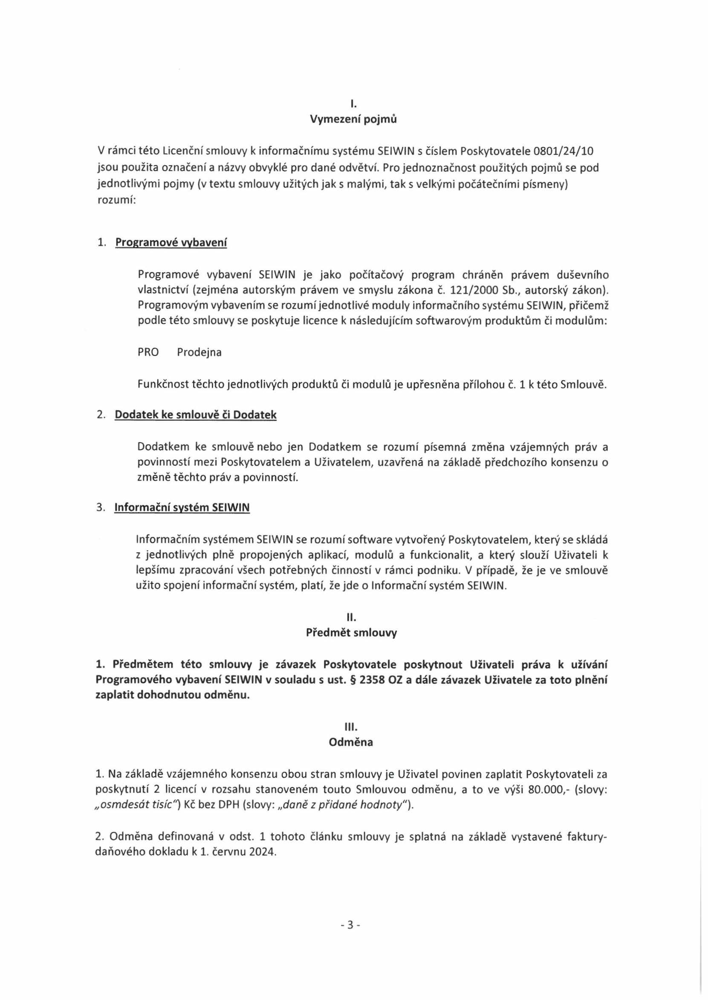 I.
Vymezení pojmů
V rámci této Licenční smlouvy k informačnímu systému SEIWIN s číslem Poskytovatele 0801/24/10
jsou použita označení a názvy obvyklé pro dané odvětví. Pro jednoznačnost použitých pojmů se pod
jednotlivými pojmy (v textu smlouvy užitých jak s malými, tak s velkými počátečními písmeny)
rozumí:
1. Programové vybavení
Programové vybavení SEIWIN je jako počítačový program chráněn právem duševního
vlastnictví (zejména autorským právem ve smyslu zákona č. 121/2000 Sb., autorský zákon).
Programovým vybavením se rozumí jednotlivé moduly informačního systému SEIWIN, přičemž
podle této smlouvy se poskytuje licence k následujícím softwarovým produktům či modulům:
PRO Prodejna
Funkčnost těchto jednotlivých produktů či modulů je upřesněna přílohou č. 1 k této Smlouvě.
2. Dodatek ke smlouvě či Dodatek
Dodatkem ke smlouvě nebo jen Dodatkem se rozumí písemná změna vzájemných práv a
povinností mezi Poskytovatelem a Uživatelem, uzavřená na základě předchozího konsenzu o
změně těchto práv a povinností.
3. Informační systém SEIWIN
Informačním systémem SEIWIN se rozumí software vytvořený Poskytovatelem, který se skládá
z jednotlivých plně propojených aplikací, modulů a funkcionalit, a který slouží Uživateli k
lepšímu zpracování všech potřebných činností v rámci podniku. V případě, že je ve smlouvě
užito spojení informační systém, platí, že jde o Informační systém SEIWIN.
II.
Předmět smlouvy
1. Předmětem této smlouvy je závazek Poskytovatele poskytnout Uživateli práva k užívání
Programového vybavení SEIWIN v souladu s ust. § 2358 OZ a dále závazek Uživatele za toto plnění
zaplatit dohodnutou odměnu.
III.
Odměna
1. Na základě vzájemného konsenzu obou stran smlouvy je Uživatel povinen zaplatit Poskytovateli za
poskytnutí 2 licencí v rozsahu stanoveném touto Smlouvou odměnu, a to ve výši 80.000,- (slovy:
„osmdesát tisíc“) Kč bez DPH (slovy: „daně z přidané hodnoty“).
2. Odměna definovaná v odst. 1 tohoto článku smlouvy je splatná na základě vystavené faktury-
daňového dokladu k 1. červnu 2024.
- 3 -